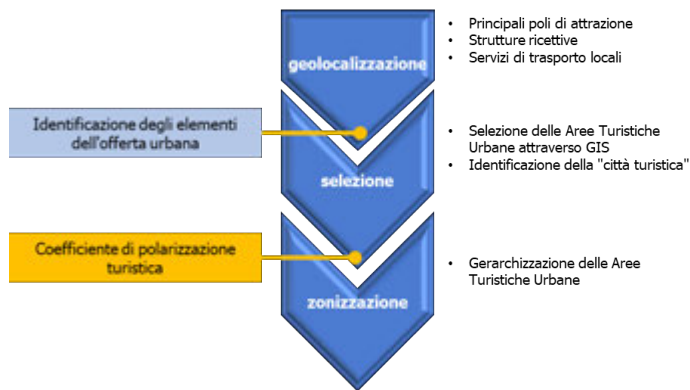 geolocalizzazione
• Principali poli di attrazione
• Strutture ricettive
• Servizi di trasporto locali
Identificazione degli elementi
dell'offerta urbana
selezione
• Selezione delle Aree Turistiche
Urbane attraverso GIS
• Identificazione della "città turistica"
Coefficiente di polarizzazione
turistica
zonizzazione
• Gerarchizzazione delle Aree
Turistiche Urbane